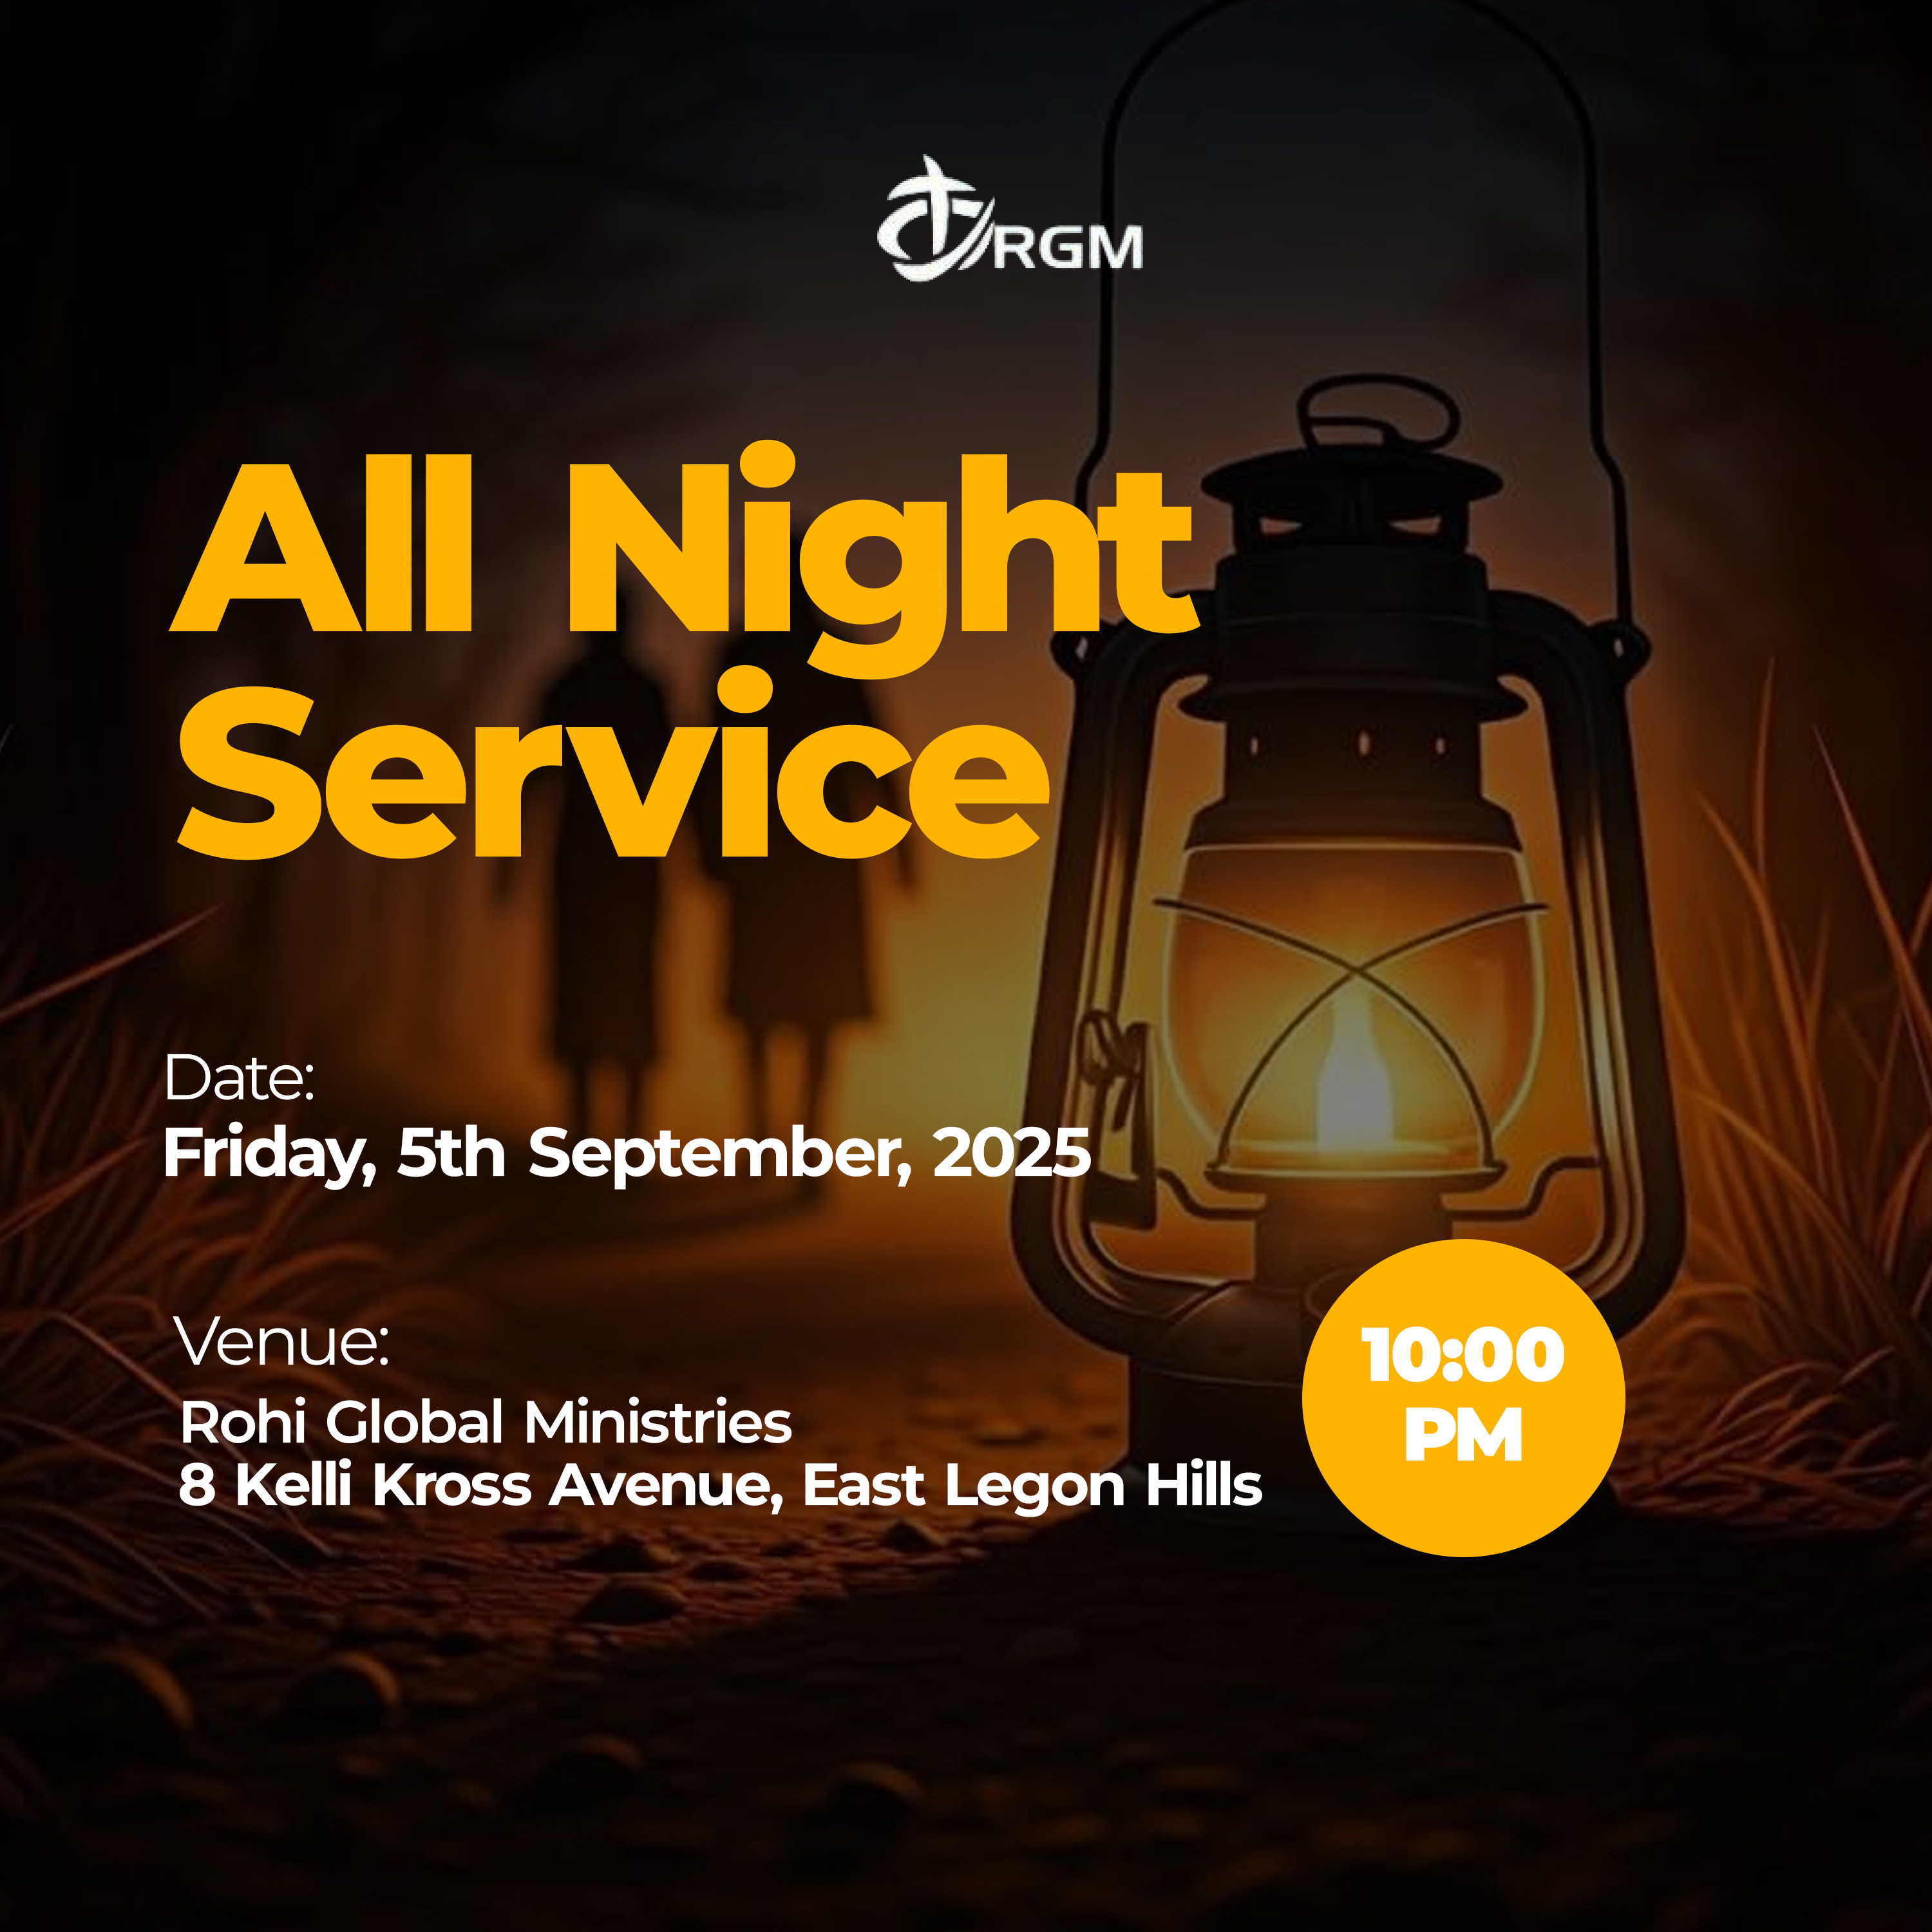 RGM
All Night
Service
Date:
Friday, 5th September, 2025
Venue:
Rohi Global Ministries
8 Kelli Kross Avenue, East Legon Hills
10:00
PM